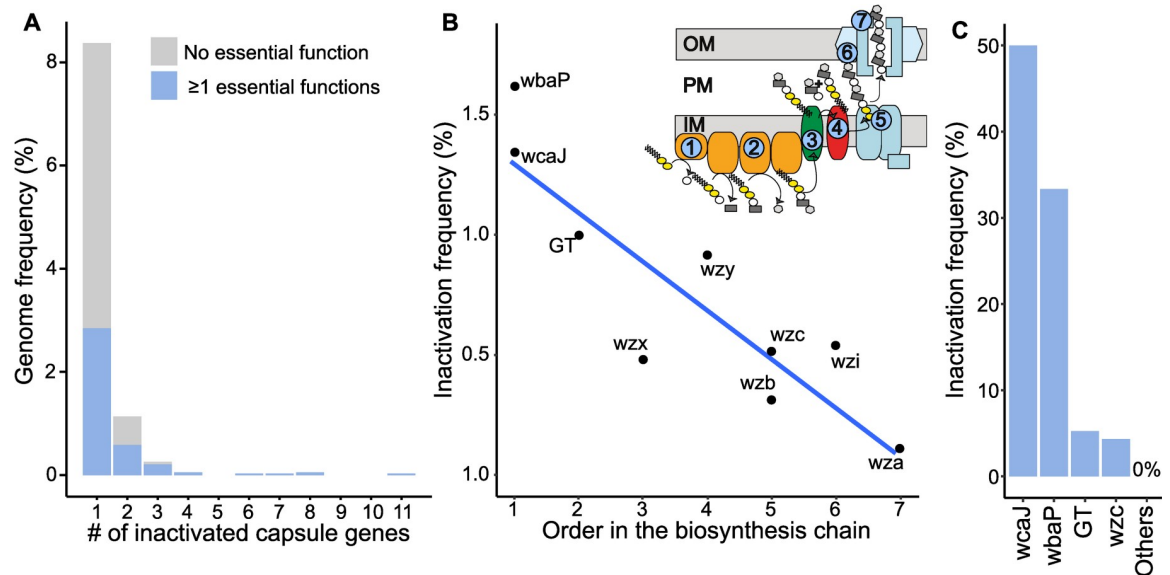 A
Genome frequency (%)
8
6
4
2
0
No essential function
≥1 essential functions
1 2 3 4 5 6 7 8 9 10 11
# of inactivated capsule genes
B
Inactivation frequency (%)
1.5
1.0
0.5
1.0
wbaP
wcaJ
GT
wzx
wzy
wzc
wzb
wzi
wza
1 2 3 4 5 6 7
Order in the biosynthesis chain
OM
PM
IM
1
2
3
4
5
6
7
+
C
Inactivation frequency (%)
50
40
30
20
10
0
0%
wcaJ
wbaP
GT
wzc
Others